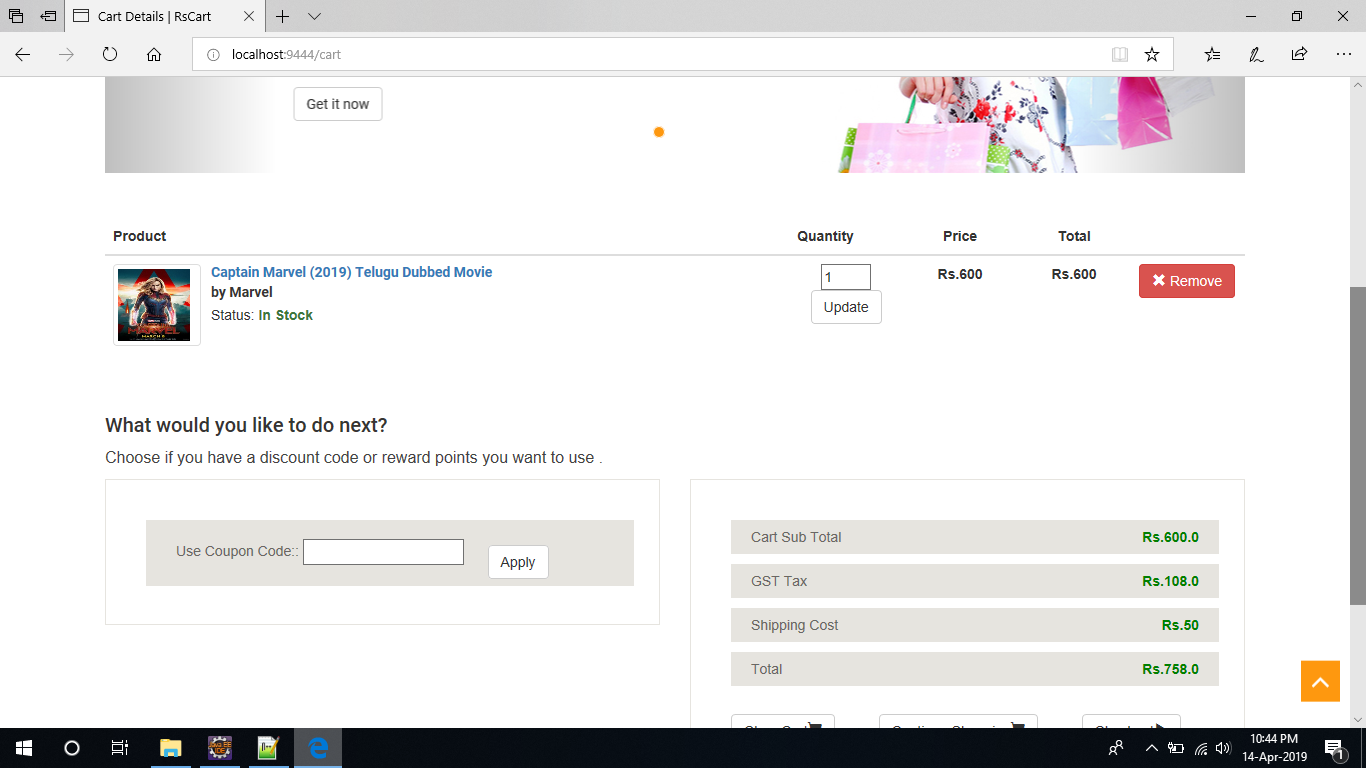 Cart Details | RsCart
localhost:9444/cart
Get it now
Product Quantity Price Total
Captain Marvel (2019) Telugu Dubbed Movie
by Marvel
Status: In Stock
1
Update
Rs.600 Rs.600 Remove
What would you like to do next?
Choose if you have a discount code or reward points you want to use .
Use Coupon Code:: Apply
Cart Sub Total Rs.600.0
GST Tax Rs.108.0
Shipping Cost Rs.50
Total Rs.758.0
10:44 PM
14-Apr-2019
1